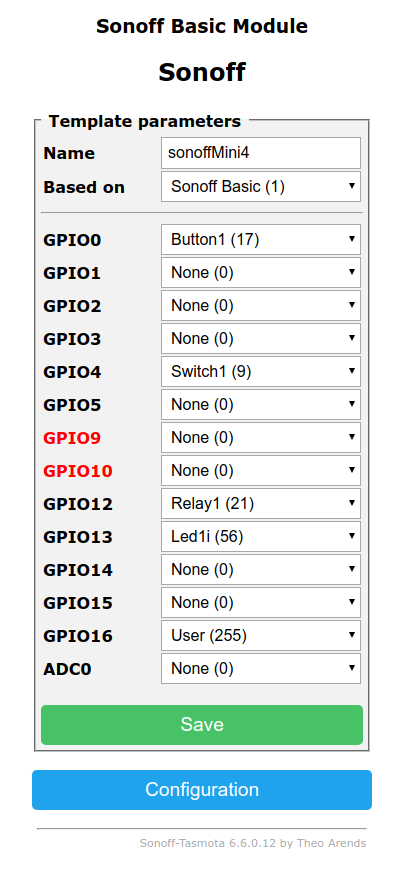 Sonoff Basic Module
Sonoff
Template parameters
Name sonoffMini4
Based on Sonoff Basic (1)
GPIO0 Button1 (17)
GPIO1 None (0)
GPIO2 None (0)
GPIO3 None (0)
GPIO4 Switch1 (9)
GPIO5 None (0)
GPIO9 None (0)
GPIO10 None (0)
GPIO12 Relay1 (21)
GPIO13 Led1i (56)
GPIO14 None (0)
GPIO15 None (0)
GPIO16 User (255)
ADC0 None (0)
Save
Configuration
Sonoff-Tasmota 6.6.0.12 by Theo Arends